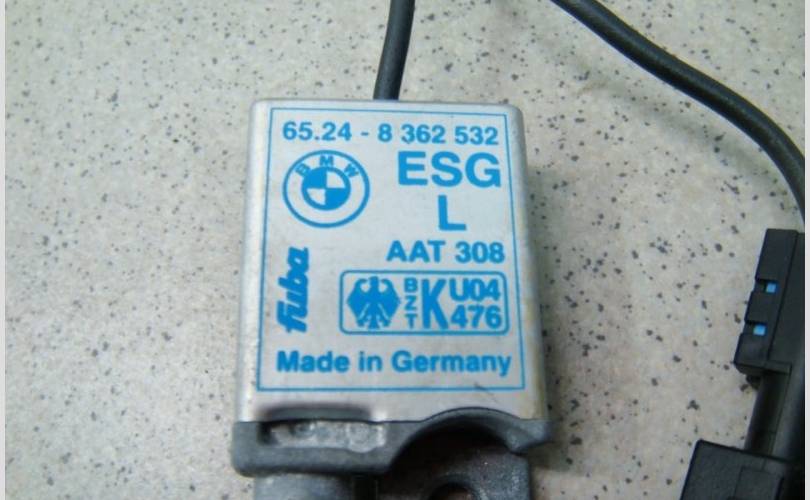 65.24 - 8 362 532
BMW
ESG
L
AAT 308
fuba
BZT K U04 476
Made in Germany